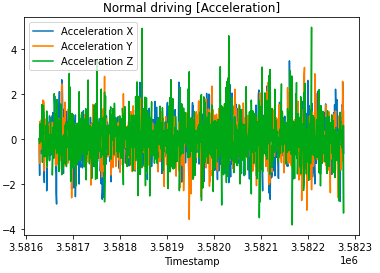 Normal driving [Acceleration]
Acceleration X
Acceleration Y
Acceleration Z
4
2
0
−2
−4
3.5816 3.5817 3.5818 3.5819 3.5820 3.5821 3.5822 3.5823
1e6
Timestamp